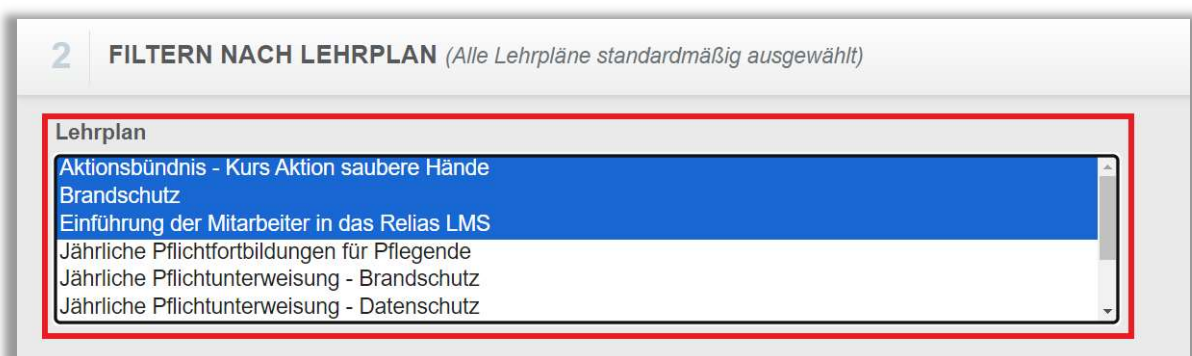 2 FILTERN NACH LEHRPLAN (Alle Lehrpläne standardmäßig ausgewählt)
Lehrplan
Aktionsbündnis - Kurs Aktion saubere Hände
Brandschutz
Einführung der Mitarbeiter in das Relias LMS
Jährliche Pflichtfortbildungen für Pflegende
Jährliche Pflichtunterweisung - Brandschutz
Jährliche Pflichtunterweisung - Datenschutz